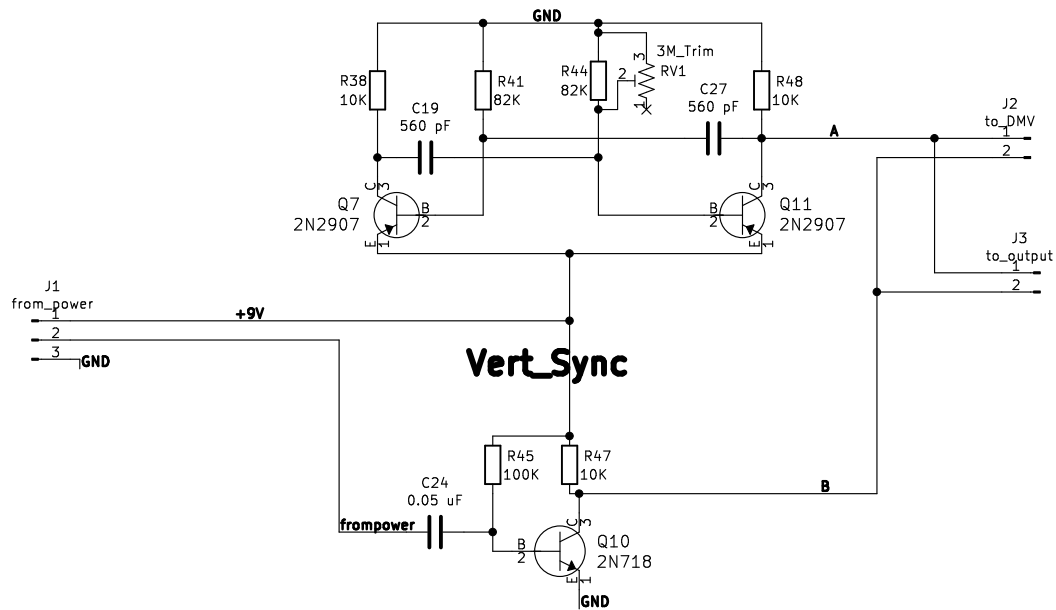 GND
R38
10K
R41
82K
R44
82K
3
3M_Trim
2
RV1
1
C27
560 pF
R48
10K
C19
560 pF
J2
to_DMV
A
1
2
C
3
Q7
2N2907
B
2
E
1
C
3
B
2
Q11
2N2907
E
1
J3
to_output
1
2
J1
from_power
1
+9V
2
3
GND
Vert_Sync
R45
100K
R47
10K
C24
0.05 uF
B
frompower
C
3
B
2
Q10
2N718
E
1
GND